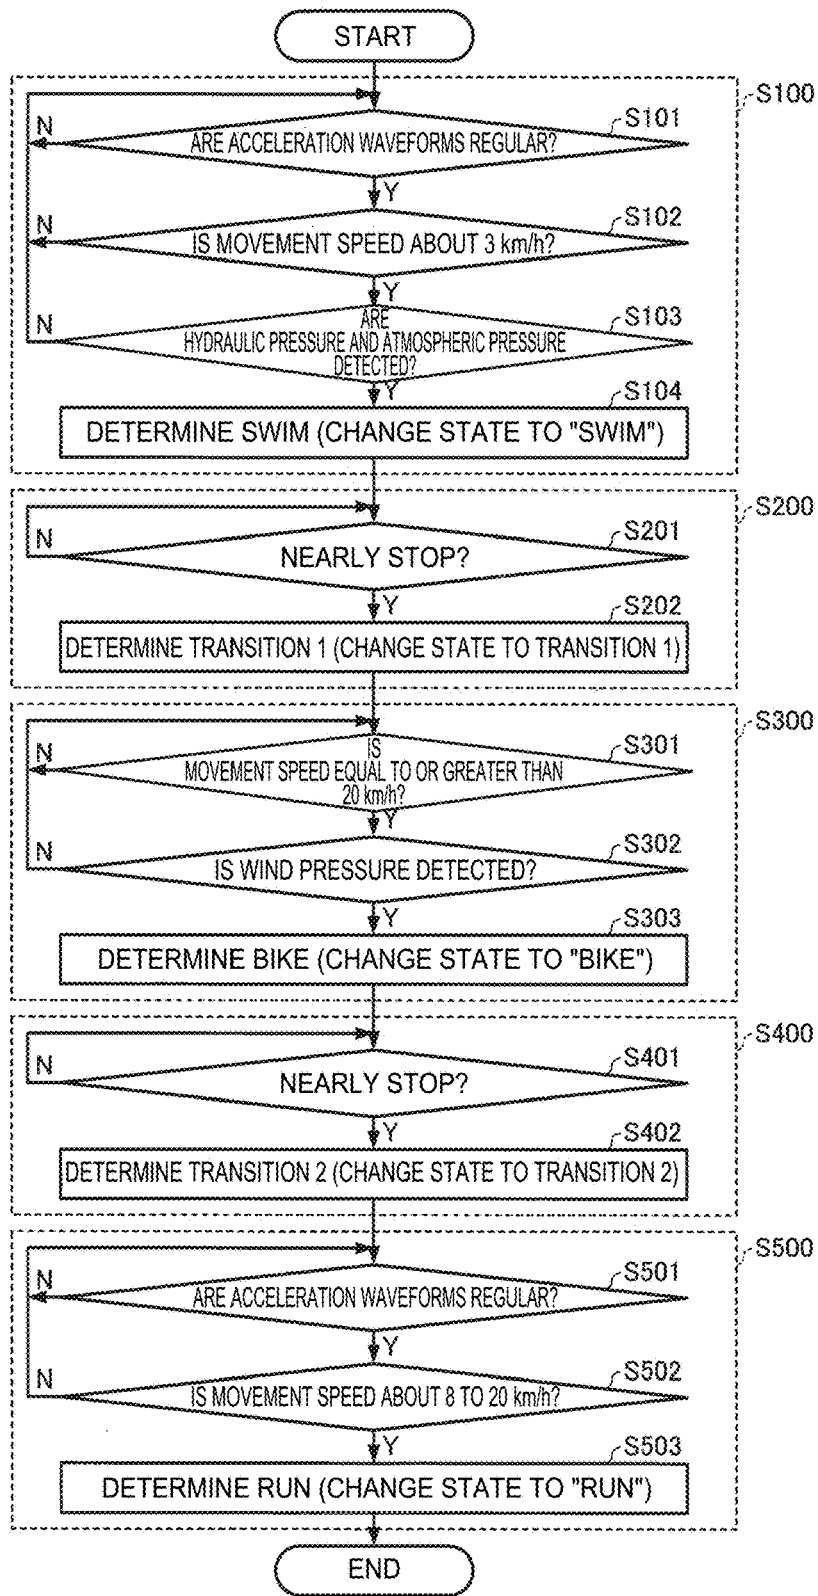 START
S100
N
ARE ACCELERATION WAVEFORMS REGULAR?
S101
Y
N
IS MOVEMENT SPEED ABOUT 3 km/h?
S102
Y
N
ARE
HYDRAULIC PRESSURE AND ATMOSPHERIC PRESSURE
DETECTED?
S103
Y
S104
DETERMINE SWIM (CHANGE STATE TO "SWIM")
S200
N
NEARLY STOP?
S201
Y
S202
DETERMINE TRANSITION 1 (CHANGE STATE TO TRANSITION 1)
S300
N
IS
MOVEMENT SPEED EQUAL TO OR GREATER THAN
20 km/h?
S301
Y
N
IS WIND PRESSURE DETECTED?
S302
Y
S303
DETERMINE BIKE (CHANGE STATE TO "BIKE")
S400
N
NEARLY STOP?
S401
Y
S402
DETERMINE TRANSITION 2 (CHANGE STATE TO TRANSITION 2)
S500
N
ARE ACCELERATION WAVEFORMS REGULAR?
S501
Y
N
IS MOVEMENT SPEED ABOUT 8 TO 20 km/h?
S502
Y
S503
DETERMINE RUN (CHANGE STATE TO "RUN")
END